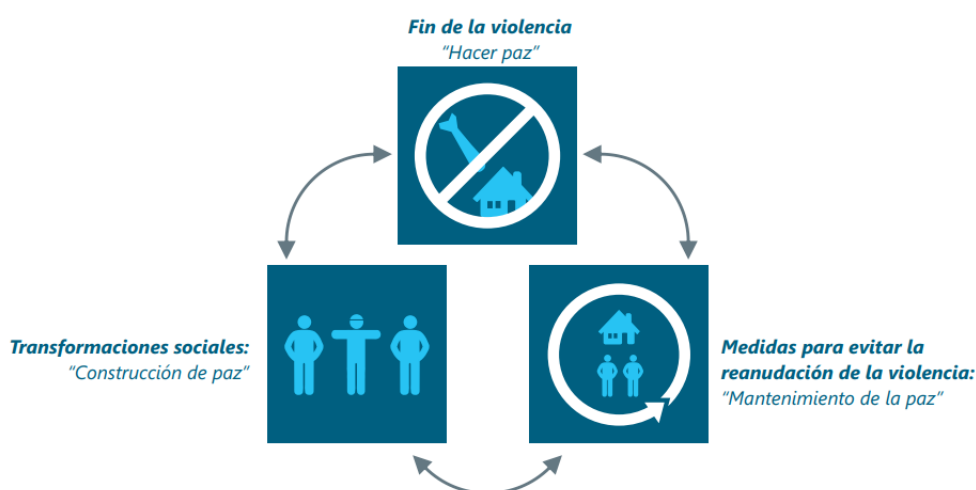 Fin de la violencia
“Hacer paz”
Transformaciones sociales:
“Construcción de paz”
Medidas para evitar la
reanudación de la violencia:
“Mantenimiento de la paz”